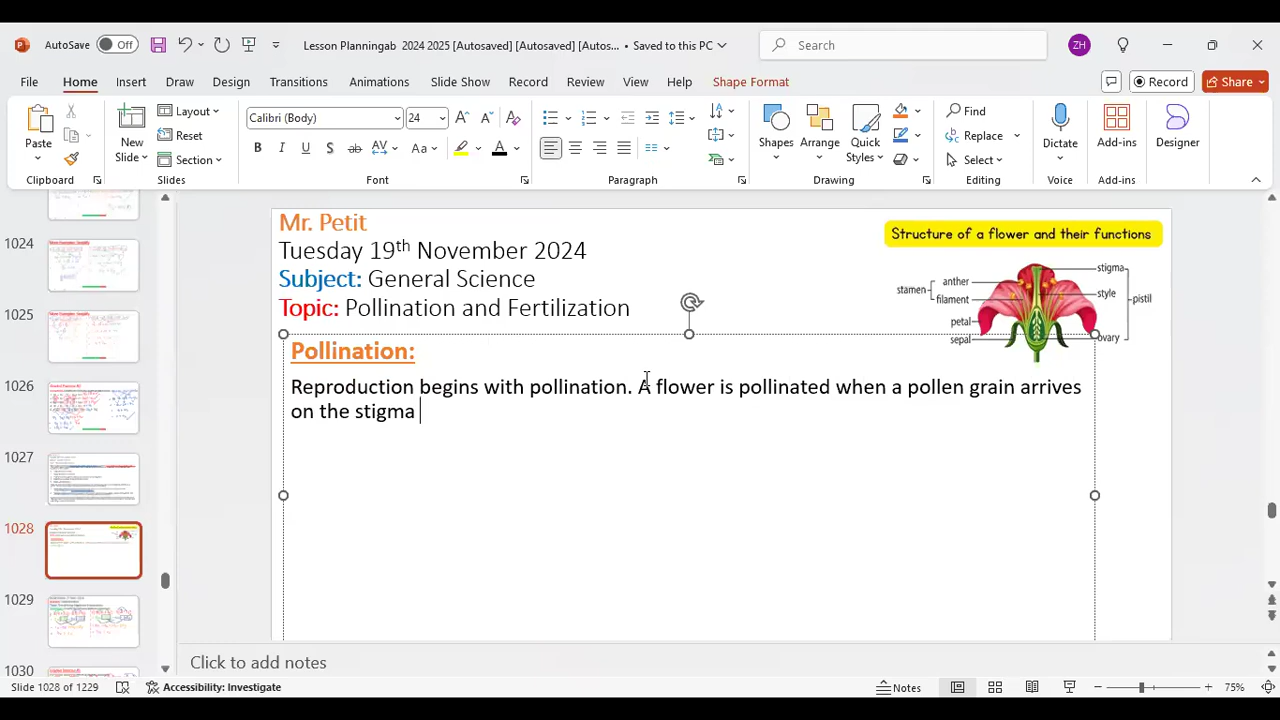 AutoSave Off Lesson Planningab 2024 2025 [Autosaved] [Autosaved] [Autos... • Saved to this PC Search ZH
File Home Insert Draw Design Transitions Animations Slide Show Record Review View Help Shape Format Record Share
Paste New Slide Layout Reset Section Calibri (Body) 24 Shapes Arrange Quick Styles Find Replace Select Dictate Add-ins Designer
Clipboard Slides Font Paragraph Drawing Editing Voice Add-ins
1024
1025
1026
1027
1028
1029
1030
Mr. Petit
Tuesday 19th November 2024
Subject: General Science
Topic: Pollination and Fertilization
Structure of a flower and their functions
stamen
anther
filament
petal
sepal
stigma
style
pistil
ovary
Pollination:
Reproduction begins with pollination. A flower is pollinated when a pollen grain arrives
on the stigma
Click to add notes
Slide 1028 of 1229 Accessibility: Investigate Notes 75%